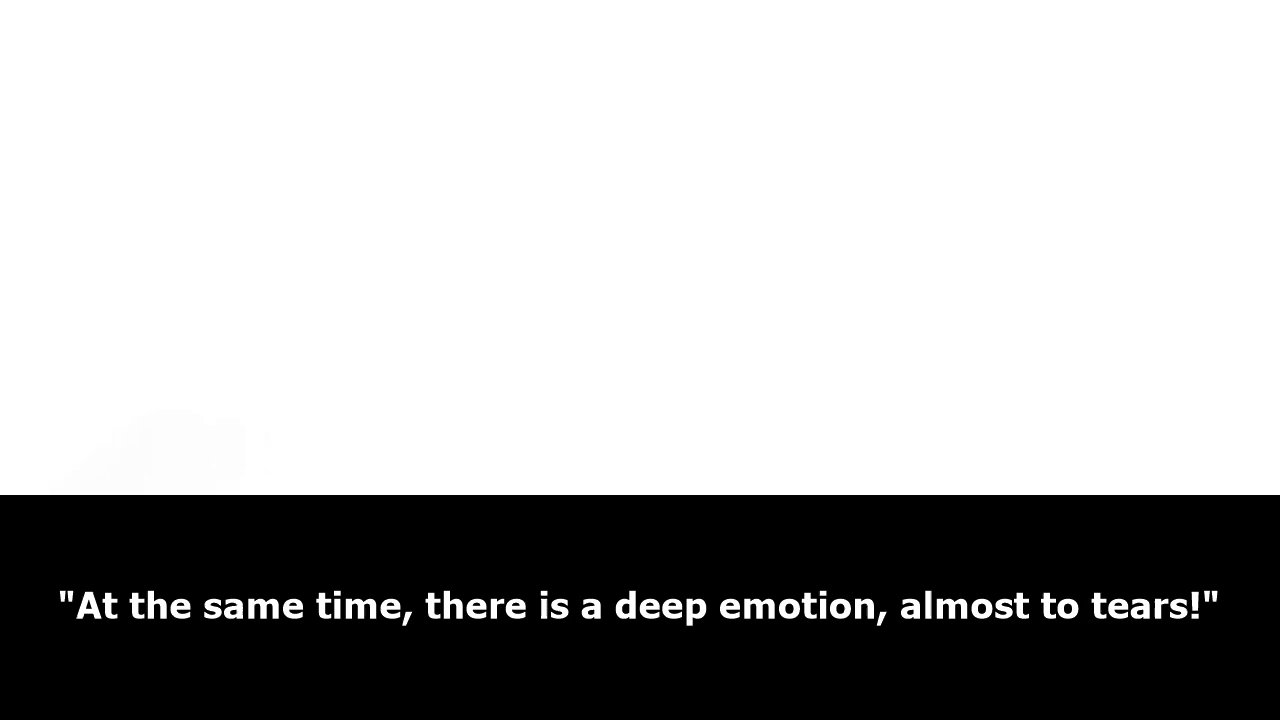 "At the same time, there is a deep emotion, almost to tears!"